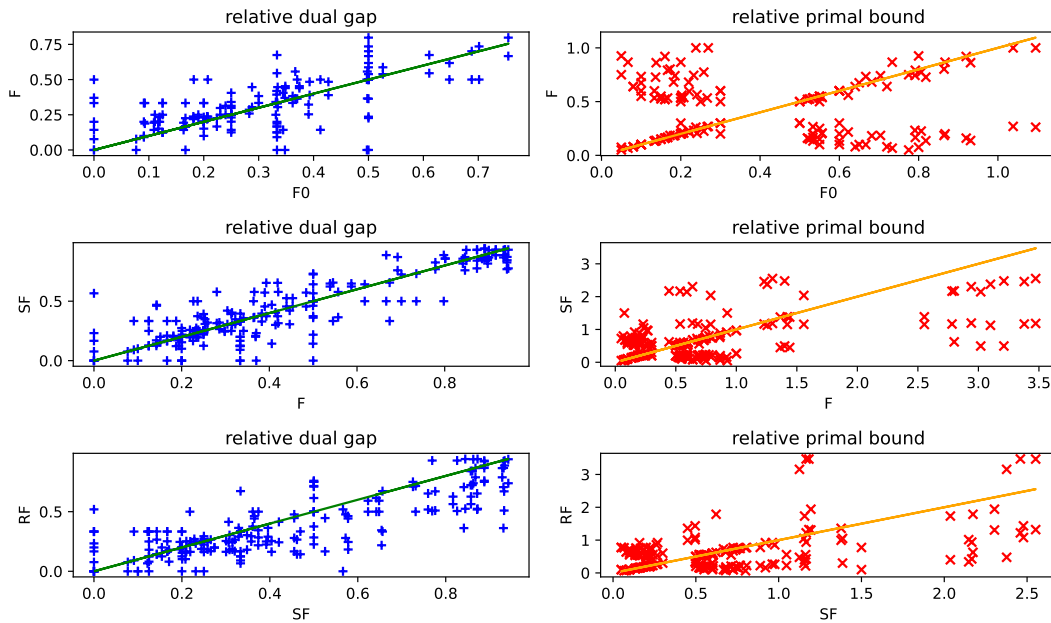 relative dual gap
0.75
0.50
0.25
0.00
F
0.0 0.1 0.2 0.3 0.4 0.5 0.6 0.7
F0
relative primal bound
1.0
0.5
0.0
F
0.0 0.2 0.4 0.6 0.8 1.0
F0
relative dual gap
0.5
0.0
SF
0.0 0.2 0.4 0.6 0.8
F
relative primal bound
3
2
1
0
SF
0.0 0.5 1.0 1.5 2.0 2.5 3.0 3.5
F
relative dual gap
0.5
0.0
RF
0.0 0.2 0.4 0.6 0.8
SF
relative primal bound
3
2
1
0
RF
0.0 0.5 1.0 1.5 2.0 2.5
SF